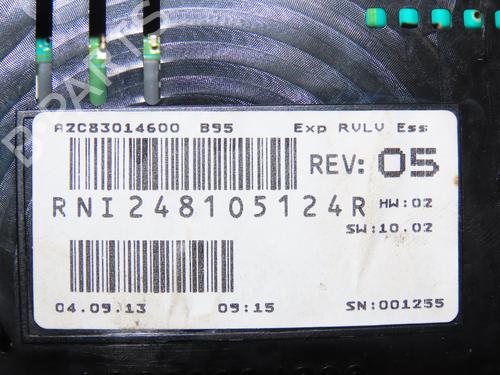 A2C83014600 B95 Exp RVLV Ess
REV: 05
RNI248105124R HW:02
SW:10.02
04.09.13 09:15 SN:001255